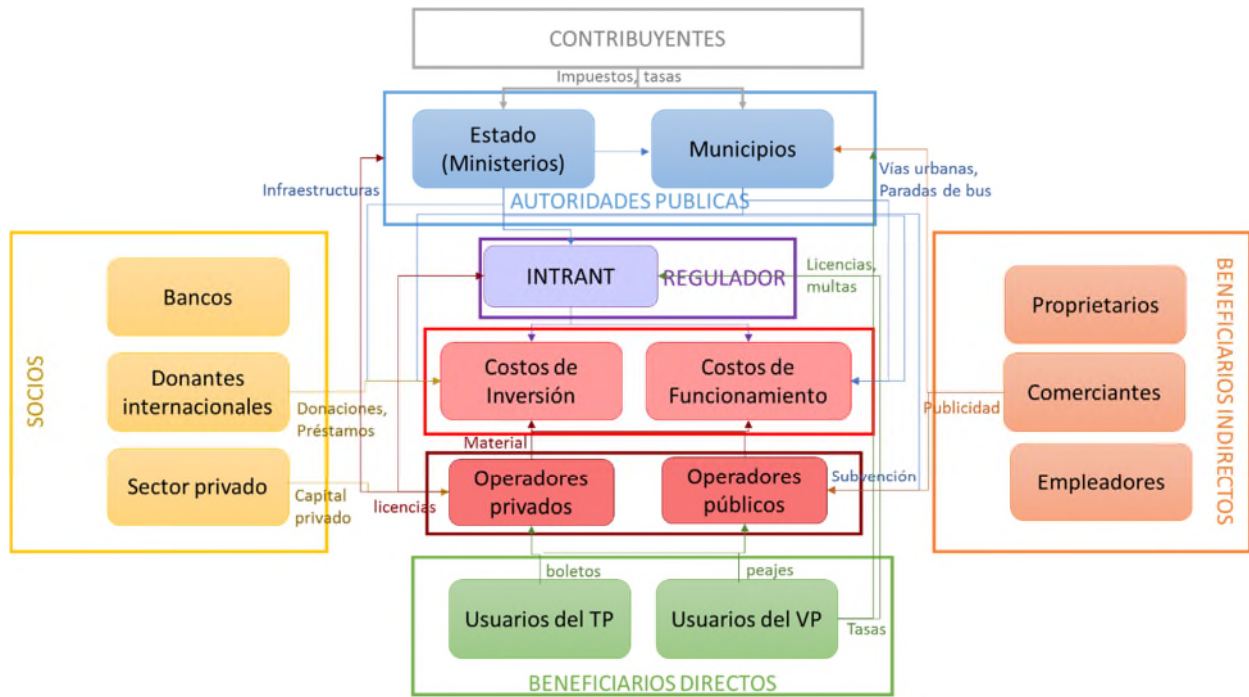 CONTRIBUYENTES
Impuestos, tasas
Estado
(Ministerios)
Municipios
AUTORIDADES PUBLICAS
Infraestructuras
Vías urbanas,
Paradas de bus
SOCIOS
Bancos
Donantes
internacionales
Sector privado
Donaciones,
Préstamos
Capital
privado
INTRANT
REGULADOR
Licencias,
multas
Costos de
Inversión
Costos de
Funcionamiento
Material
licencias
Operadores
privados
Operadores
públicos
Subvención
Publicidad
BENEFICIARIOS INDIRECTOS
Proprietarios
Comerciantes
Empleadores
boletos
peajes
Usuarios del TP
Usuarios del VP
Tasas
BENEFICIARIOS DIRECTOS